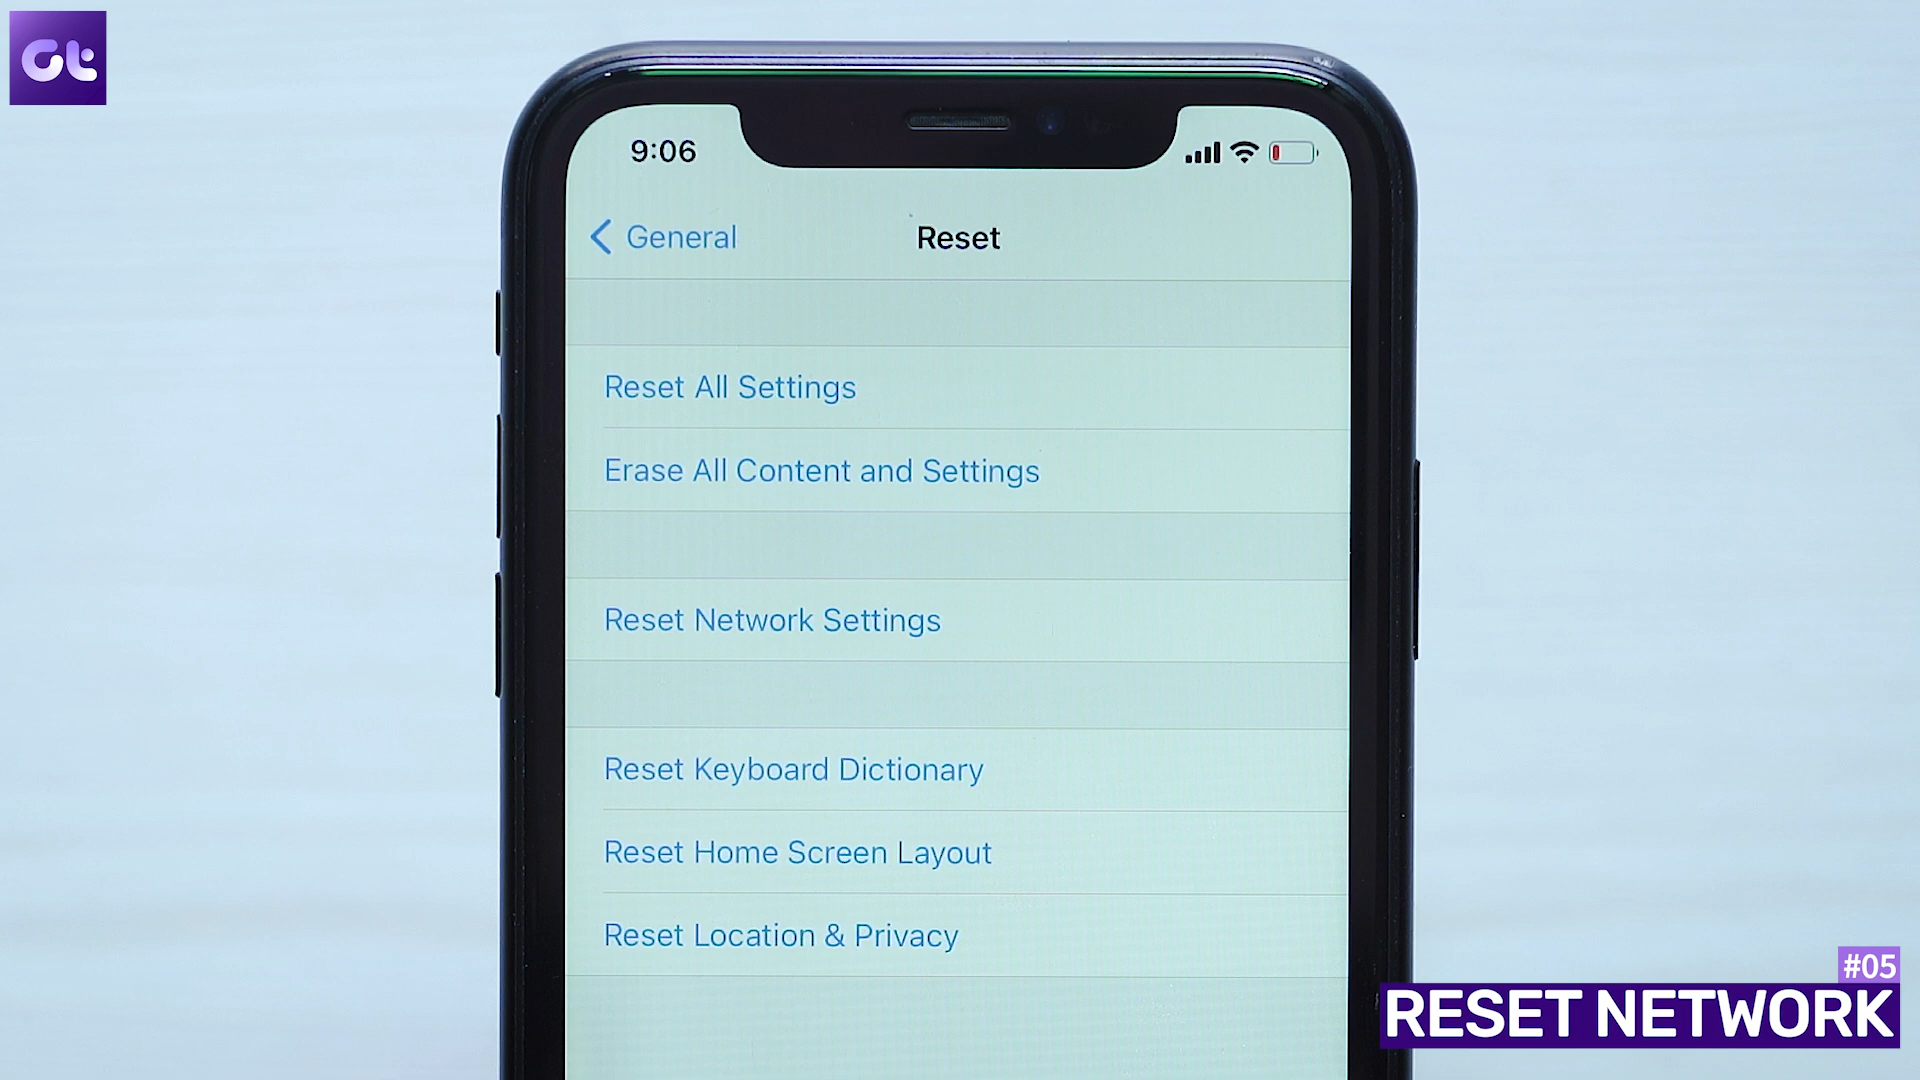 Gt
9:06
General
Reset
Reset All Settings
Erase All Content and Settings
Reset Network Settings
Reset Keyboard Dictionary
Reset Home Screen Layout
Reset Location & Privacy
#05
RESET NETWORK